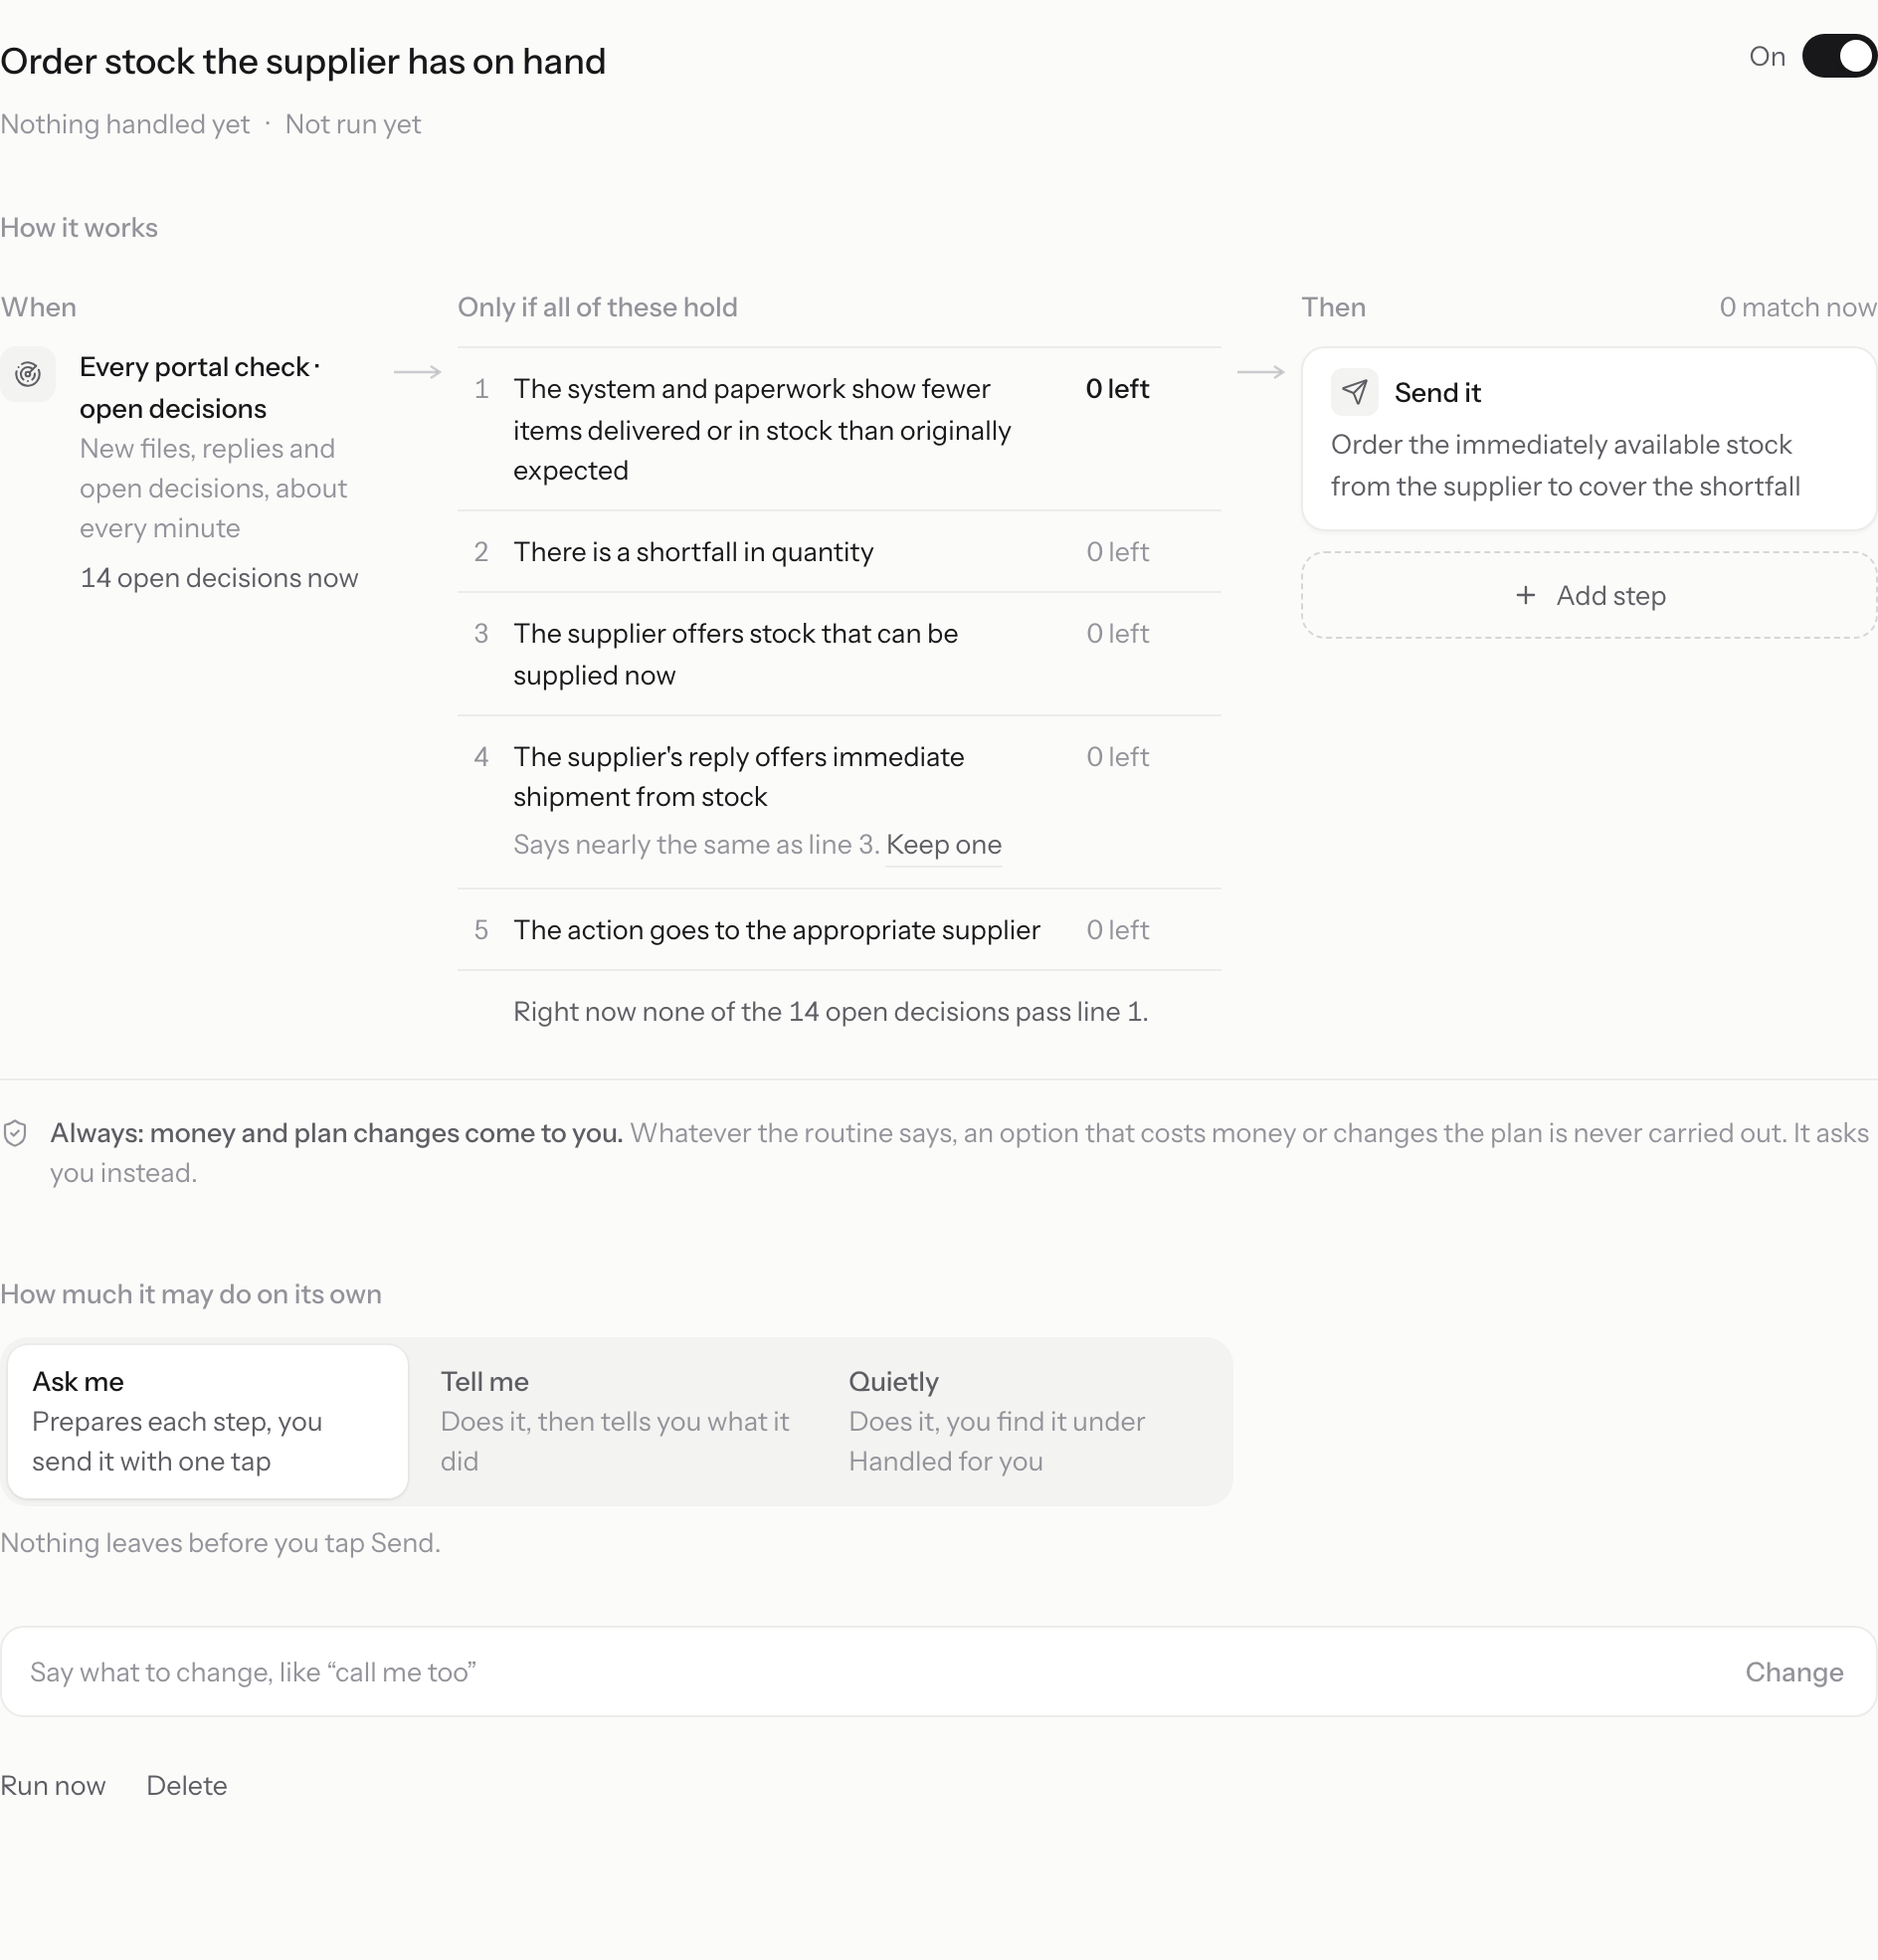 Order stock the supplier has on hand
On
Nothing handled yet · Not run yet
How it works
When
Every portal check ·
open decisions
New files, replies and
open decisions, about
every minute
14 open decisions now
Only if all of these hold
1 The system and paperwork show fewer 0 left
items delivered or in stock than originally
expected
2 There is a shortfall in quantity 0 left
3 The supplier offers stock that can be 0 left
supplied now
4 The supplier's reply offers immediate 0 left
shipment from stock
Says nearly the same as line 3. Keep one
5 The action goes to the appropriate supplier 0 left
Right now none of the 14 open decisions pass line 1.
Then 0 match now
Send it
Order the immediately available stock
from the supplier to cover the shortfall
+ Add step
Always: money and plan changes come to you. Whatever the routine says, an option that costs money or changes the plan is never carried out. It asks
you instead.
How much it may do on its own
Ask me
Prepares each step, you
send it with one tap
Tell me
Does it, then tells you what it
did
Quietly
Does it, you find it under
Handled for you
Nothing leaves before you tap Send.
Say what to change, like “call me too” Change
Run now Delete